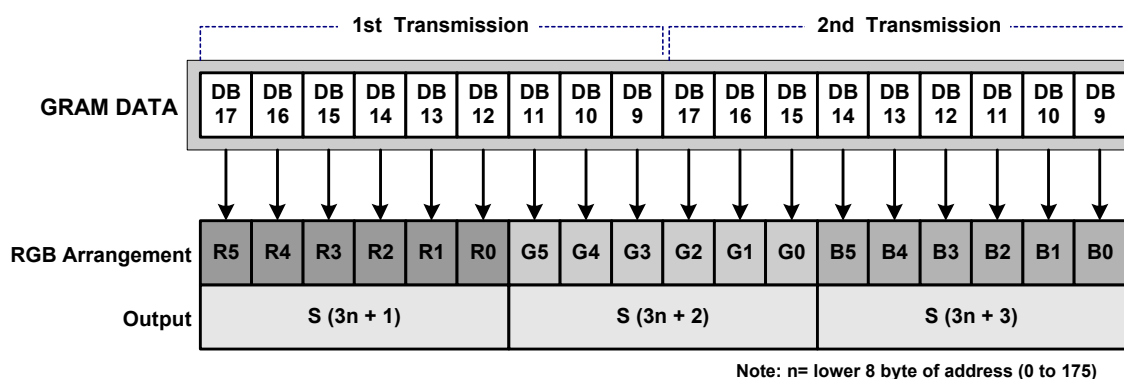 1st Transmission 2nd Transmission
GRAM DATA DB 17 DB 16 DB 15 DB 14 DB 13 DB 12 DB 11 DB 10 DB 9 DB 17 DB 16 DB 15 DB 14 DB 13 DB 12 DB 11 DB 10 DB 9
RGB Arrangement R5 R4 R3 R2 R1 R0 G5 G4 G3 G2 G1 G0 B5 B4 B3 B2 B1 B0
Output S (3n + 1) S (3n + 2) S (3n + 3)
Note: n= lower 8 byte of address (0 to 175)